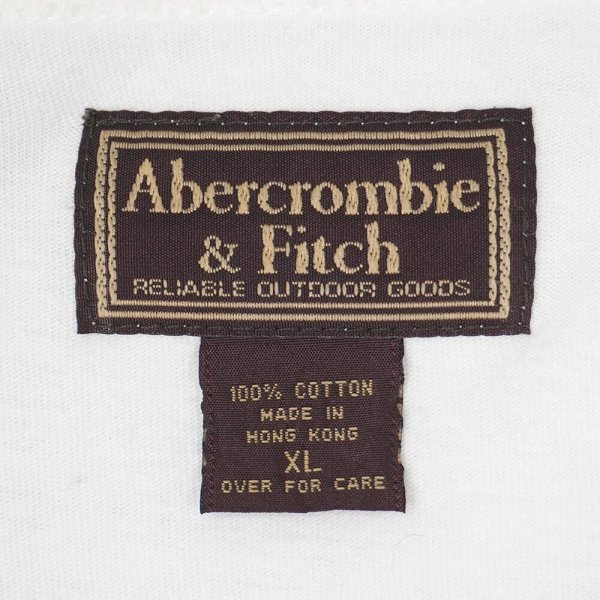 Abercrombie
& Fitch
RELIABLE OUTDOOR GOODS
100% COTTON
MADE IN
HONG KONG
XL
OVER FOR CARE